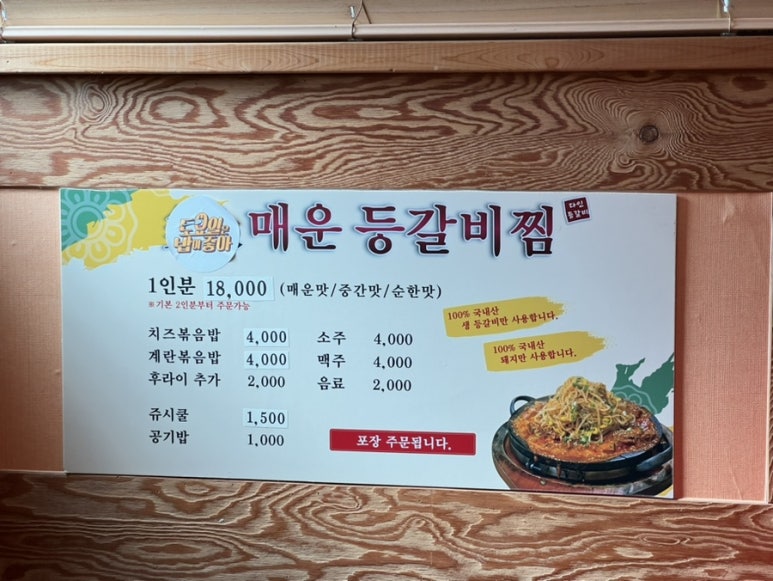 토요일은
밥이 좋아
매운 등갈비찜
다인
등갈비
1인분 18,000 (매운맛/중간맛/순한맛)
※기본 2인분부터 주문가능
100% 국내산
생 등갈비만 사용합니다.
100% 국내산
돼지만 사용합니다.
치즈볶음밥 4,000 소주 4,000
계란볶음밥 4,000 맥주 4,000
후라이 추가 2,000 음료 2,000
쥬시쿨 1,500
공기밥 1,000
포장 주문됩니다.